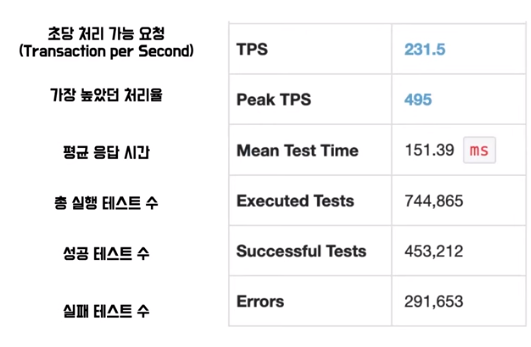 초당 처리 가능 요청
(Transaction per Second)
TPS
231.5
가장 높았던 처리율
Peak TPS
495
평균 응답 시간
Mean Test Time
151.39 ms
총 실행 테스트 수
Executed Tests
744,865
성공 테스트 수
Successful Tests
453,212
실패 테스트 수
Errors
291,653